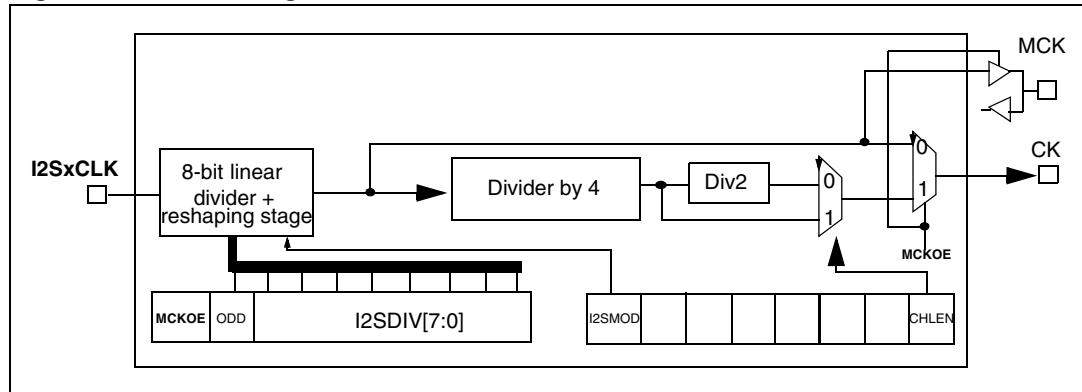 MCK
I2SxCLK
8-bit linear
divider +
reshaping stage
Divider by 4
Div2
0
1
0
1
CK
MCKOE
MCKOE
ODD
I2SDIV[7:0]
I2SMOD
CHLEN